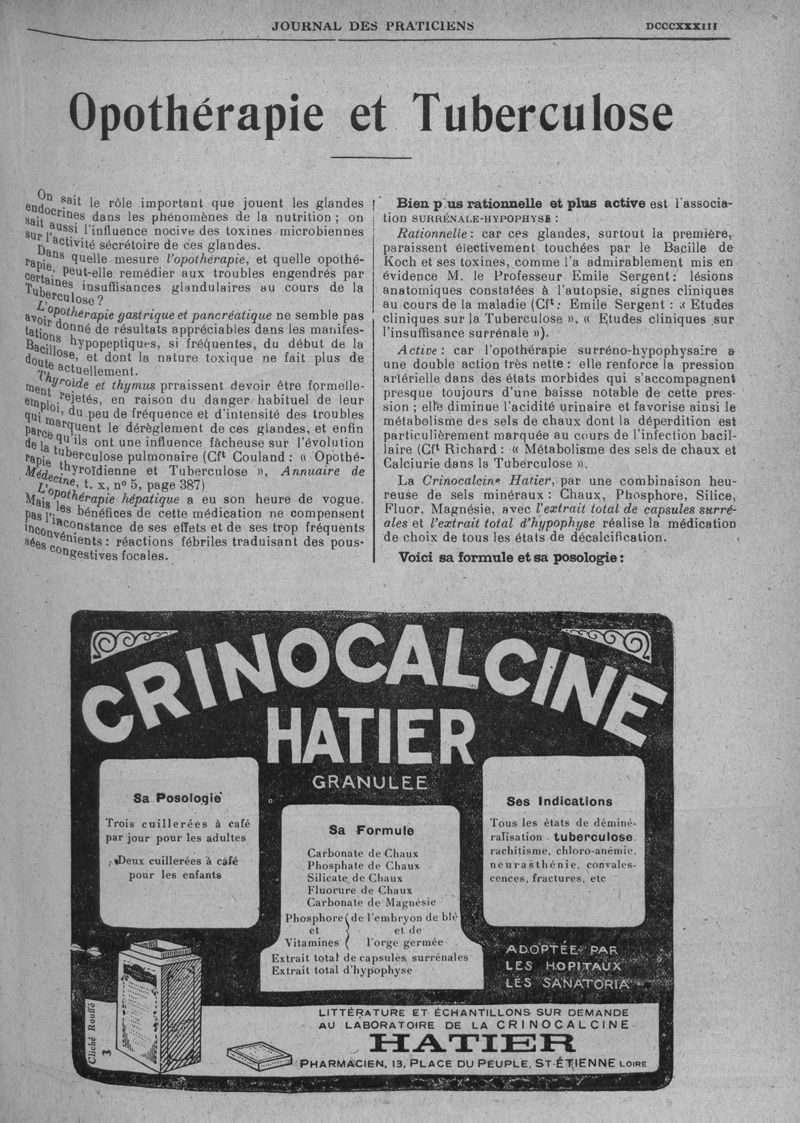 JOURNAL DES PRATICIENS
DCCCXXXIII
Opothérapie et Tuberculose
On sait le rôle important que jouent les glandes
endocrines dans les phénomènes de la nutrition ; on
sait aussi l'influence nocive des toxines microbiennes
sur l'activité sécrétoire de ces glandes.
Dans quelle mesure l'opothérapie, et quelle opothé-
rapie, peut-elle remédier aux troubles engendrés par
certaines insuffisances glandulaires au cours de la
Tuberculose ?
L'opothérapie gastrique et pancréatique ne semble pas
avoir donné de résultats appréciables dans les manifes-
tations hypopeptiques, si fréquentes, du début de la
Bacillose, et dont la nature toxique ne fait plus de
doute actuellement.
Thyroïde et thymus prraissent devoir être formelle-
ment rejetés, en raison du danger habituel de leur
emploi, du peu de fréquence et d'intensité des troubles
qui marquent le dérèglement de ces glandes, et enfin
parce qu'ils ont une influence fâcheuse sur l'évolution
de la tuberculose pulmonaire (Cft Gouland : « Opothé-
rapie thyroïdienne et Tuberculose », Annuaire de
Médecine, t. x, no 5, page 387)
L'opothérapie hépatique a eu son heure de vogue.
Mais les bénéfices de cette médication ne compensent
pas l'inconstance de ses effets et de ses trop fréquents
inconvénients : réactions fébriles traduisant des pous-
sées congestives focales.
Bien plus rationnelle et plus active est l'associa-
tion SURRÉNALE-HYPOPHYSE :
Rationnelle : car ces glandes, surtout la première,
paraissent électivement touchées par le Bacille de
Koch et ses toxines, comme l'a admirablement mis en
évidence M. le Professeur Emile Sergent : lésions
anatomiques constatées à l'autopsie, signes cliniques
au cours de la maladie (Cft : Emile Sergent : « Etudes
cliniques sur la Tuberculose », « Etudes cliniques sur
l'insuffisance surrénale »).
Active : car l'opothérapie surréno-hypophysaire a
une double action très nette : elle renforce la pression
artérielle dans des états morbides qui s'accompagnent
presque toujours d'une baisse notable de cette pres-
sion ; elle diminue l'acidité urinaire et favorise ainsi le
métabolisme des sels de chaux dont la déperdition est
particulièrement marquée au cours de l'infection bacil-
laire (Cft Richard : « Métabolisme des sels de chaux et
Calciurie dans la Tuberculose »).
La Crinocalcine Hatier, par une combinaison heu-
reuse de sels minéraux : Chaux, Phosphore, Silice,
Fluor, Magnésie, avec l'extrait total de capsules surré-
ales et l'extrait total d'hypophyse réalise la médication
de choix de tous les états de décalcification.
Voici sa formule et sa posologie :
CRINOCALCINE
HATIER
GRANULEE
Sa Posologie
Trois cuillerées à café
par jour pour les adultes
Deux cuillerées à café
pour les enfants
Sa Formule
Carbonate de Chaux
Phosphate de Chaux
Silicate de Chaux
Fluorure de Chaux
Carbonate de Magnésie
Phosphore ( de l'embryon de blé
et ) et de
Vitamines ( l'orge germée
Extrait total de capsules surrénales
Extrait total d'hypophyse
Ses Indications
Tous les états de déminé-
ralisation tuberculose
rachitisme, chloro-anémie,
neurasthénie, convales-
cences, fractures, etc
ADOPTÉE PAR
LES HOPITAUX
LES SANATORIA
Cliché Rouffé
3
LITTÉRATURE ET ÉCHANTILLONS SUR DEMANDE
AU LABORATOIRE DE LA CRINOCALCINE
HATIER
PHARMACIEN, 13, PLACE DU PEUPLE, ST-ÉTIENNE LOIRE